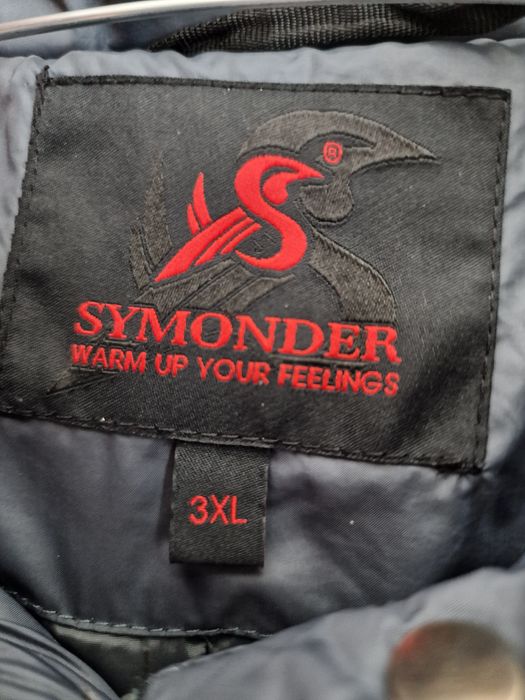 ®
SYMONDER
WARM UP YOUR FEELINGS
3XL